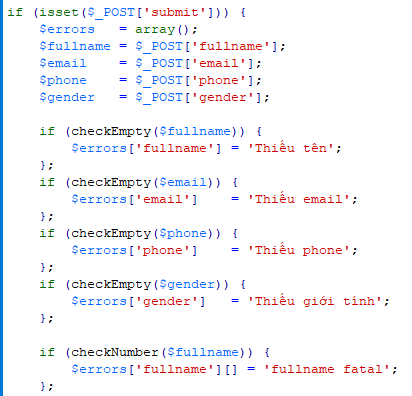 if (isset($_POST['submit'])) {
    $errors   = array();
    $fullname = $_POST['fullname'];
    $email    = $_POST['email'];
    $phone    = $_POST['phone'];
    $gender   = $_POST['gender'];

    if (checkEmpty($fullname)) {
        $errors['fullname'] = 'Thiếu tên';
    };
    if (checkEmpty($email)) {
        $errors['email']    = 'Thiếu email';
    };
    if (checkEmpty($phone)) {
        $errors['phone']    = 'Thiếu phone';
    };
    if (checkEmpty($gender)) {
        $errors['gender']   = 'Thiếu giới tính';
    };

    if (checkNumber($fullname)) {
        $errors['fullname'][] = 'fullname fatal';
    };